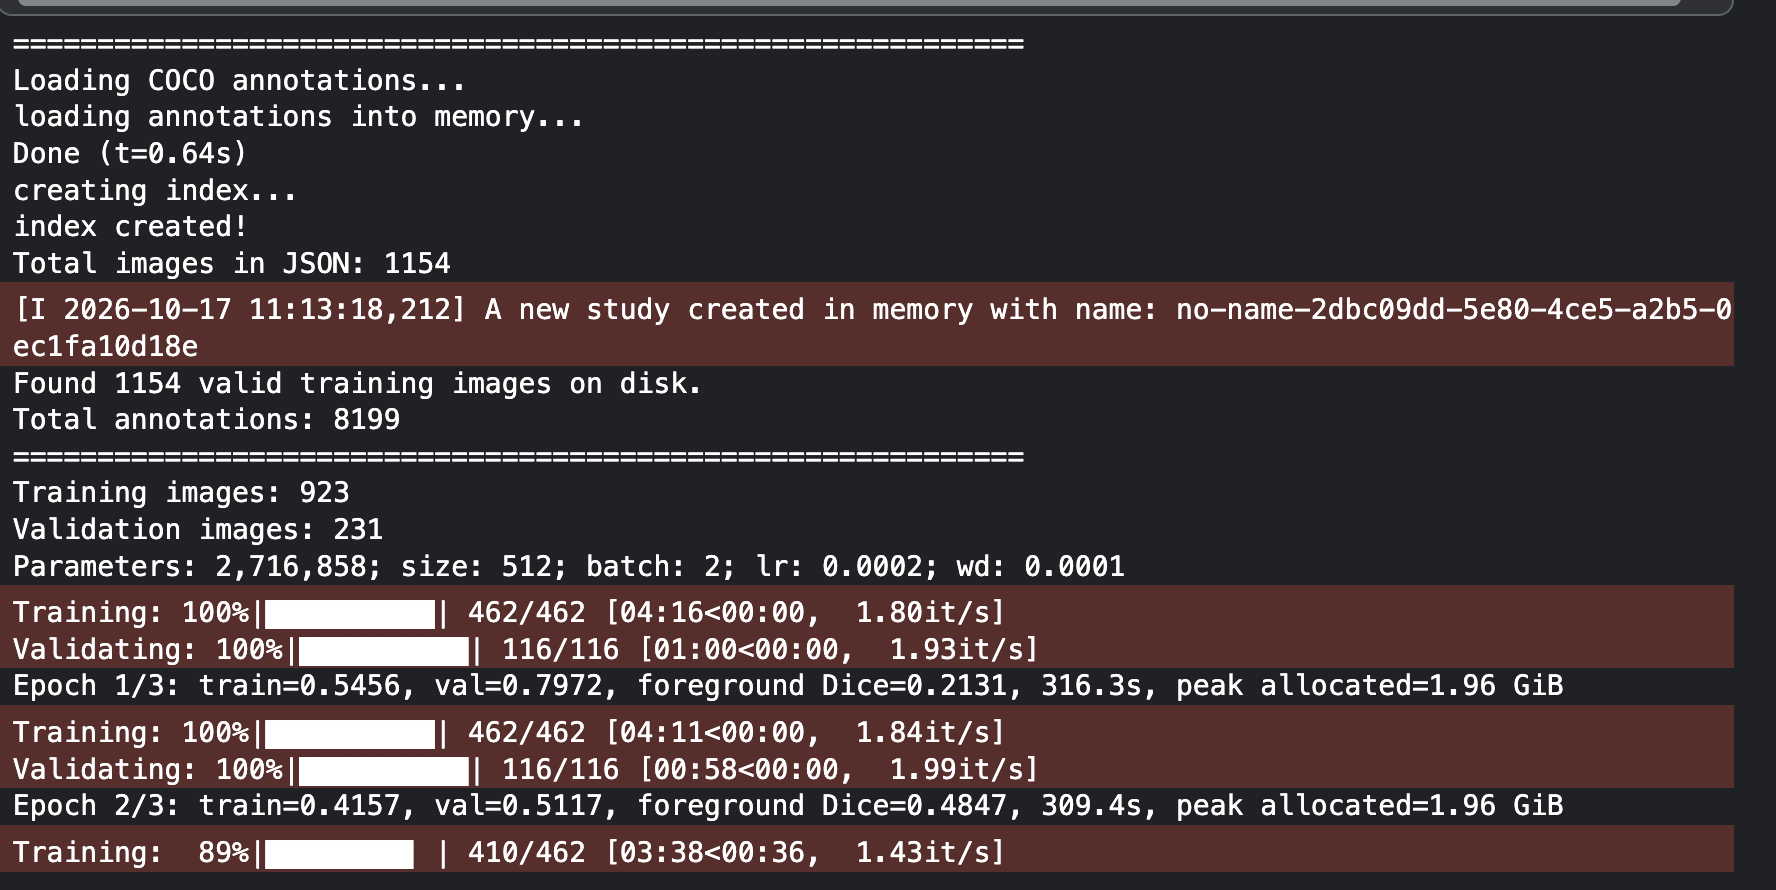 ============================================================
Loading COCO annotations...
loading annotations into memory...
Done (t=0.64s)
creating index...
index created!
Total images in JSON: 1154
[I 2026-10-17 11:13:18,212] A new study created in memory with name: no-name-2dbc09dd-5e80-4ce5-a2b5-0
ec1fa10d18e
Found 1154 valid training images on disk.
Total annotations: 8199
============================================================
Training images: 923
Validation images: 231
Parameters: 2,716,858; size: 512; batch: 2; lr: 0.0002; wd: 0.0001
Training: 100%|██████████| 462/462 [04:16<00:00,  1.80it/s]
Validating: 100%|██████████| 116/116 [01:00<00:00,  1.93it/s]
Epoch 1/3: train=0.5456, val=0.7972, foreground Dice=0.2131, 316.3s, peak allocated=1.96 GiB
Training: 100%|██████████| 462/462 [04:11<00:00,  1.84it/s]
Validating: 100%|██████████| 116/116 [00:58<00:00,  1.99it/s]
Epoch 2/3: train=0.4157, val=0.5117, foreground Dice=0.4847, 309.4s, peak allocated=1.96 GiB
Training:  89%|████████▊ | 410/462 [03:38<00:36,  1.43it/s]